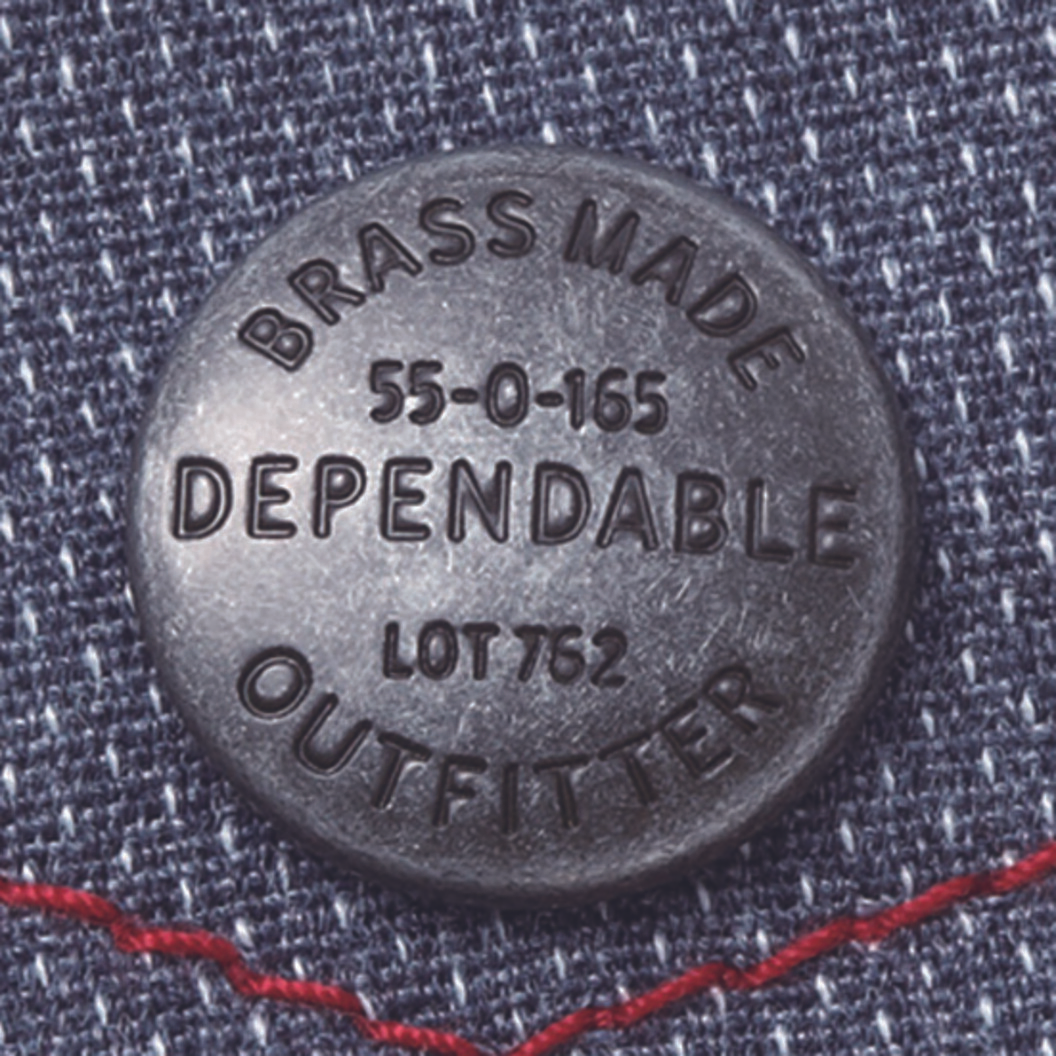 BRASS MADE
55-0-165
DEPENDABLE
LOT 762
OUTFITTER